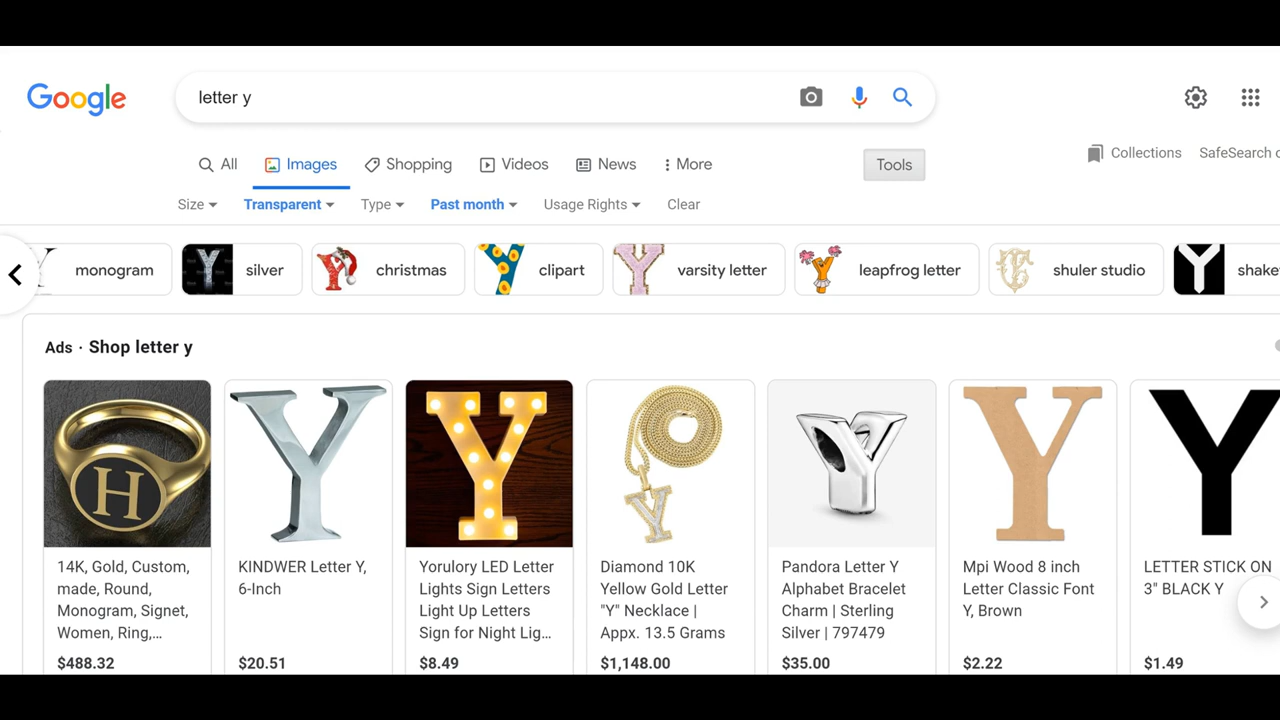 Google
letter y
All Images Shopping Videos News More Tools
Collections SafeSearch
Size Transparent Type Past month Usage Rights Clear
monogram silver christmas clipart varsity letter leapfrog letter shuler studio
Ads · Shop letter y
H Y Y Y Y Y Y
14K, Gold, Custom,
made, Round,
Monogram, Signet,
Women, Ring,...
$488.32
KINDWER Letter Y,
6-Inch
$20.51
Yorulory LED Letter
Lights Sign Letters
Light Up Letters
Sign for Night Lig...
$8.49
Diamond 10K
Yellow Gold Letter
"Y" Necklace |
Appx. 13.5 Grams
$1,148.00
Pandora Letter Y
Alphabet Bracelet
Charm | Sterling
Silver | 797479
$35.00
Mpi Wood 8 inch
Letter Classic Font
Y, Brown
$2.22
LETTER STICK ON
3" BLACK Y
$1.49